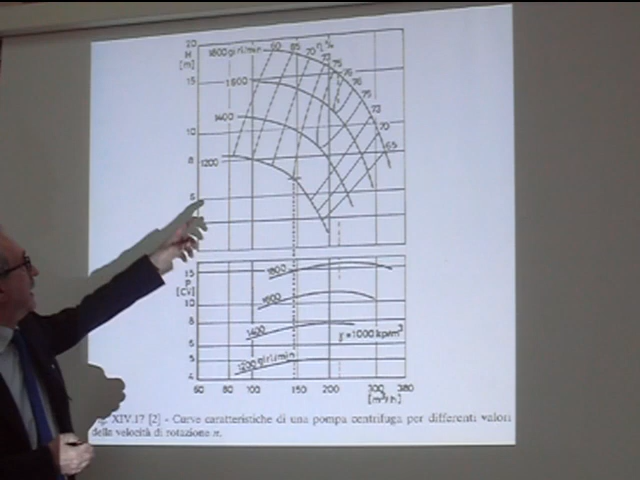 20
H
[m]
15
10
8
6
1800 giri/min
60 65 70 η% 73 75 76 76 75 73 70 65
1600
1400
1200
15
P
[CV]
10
8
6
5
4
1800
1600
1400
1200 giri/min
γ=1000 kp/m³
60 80 100 150 200 300 380
[m³/h]
XIV.17 [2] - Curve caratteristiche di una pompa centrifuga per differenti valori
della velocità di rotazione n.